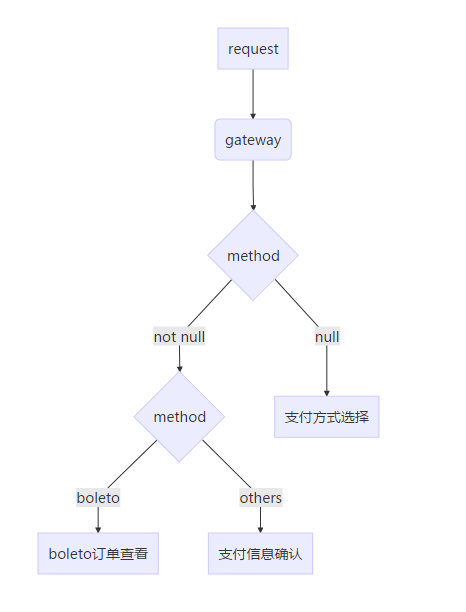 request
gateway
method
not null
null
method
支付方式选择
boleto
others
boleto订单查看
支付信息确认